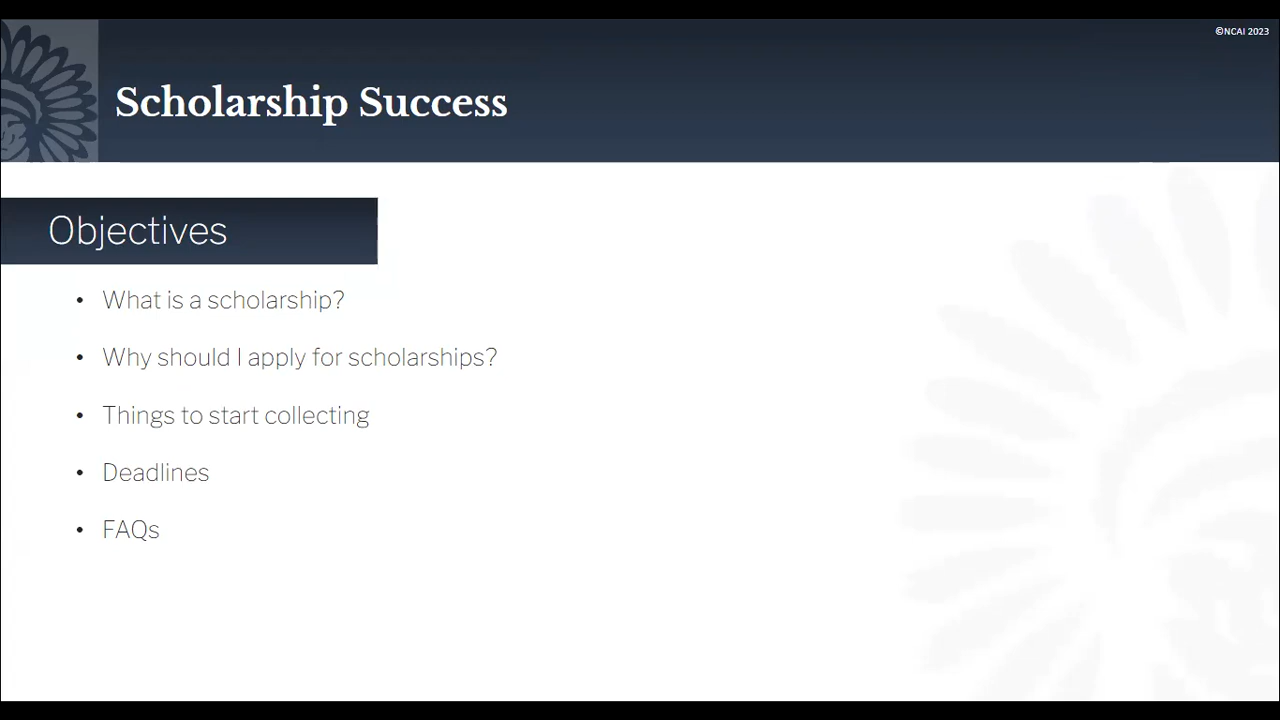 ©NCAI 2023
Scholarship Success
Objectives
• What is a scholarship?
• Why should I apply for scholarships?
• Things to start collecting
• Deadlines
• FAQs